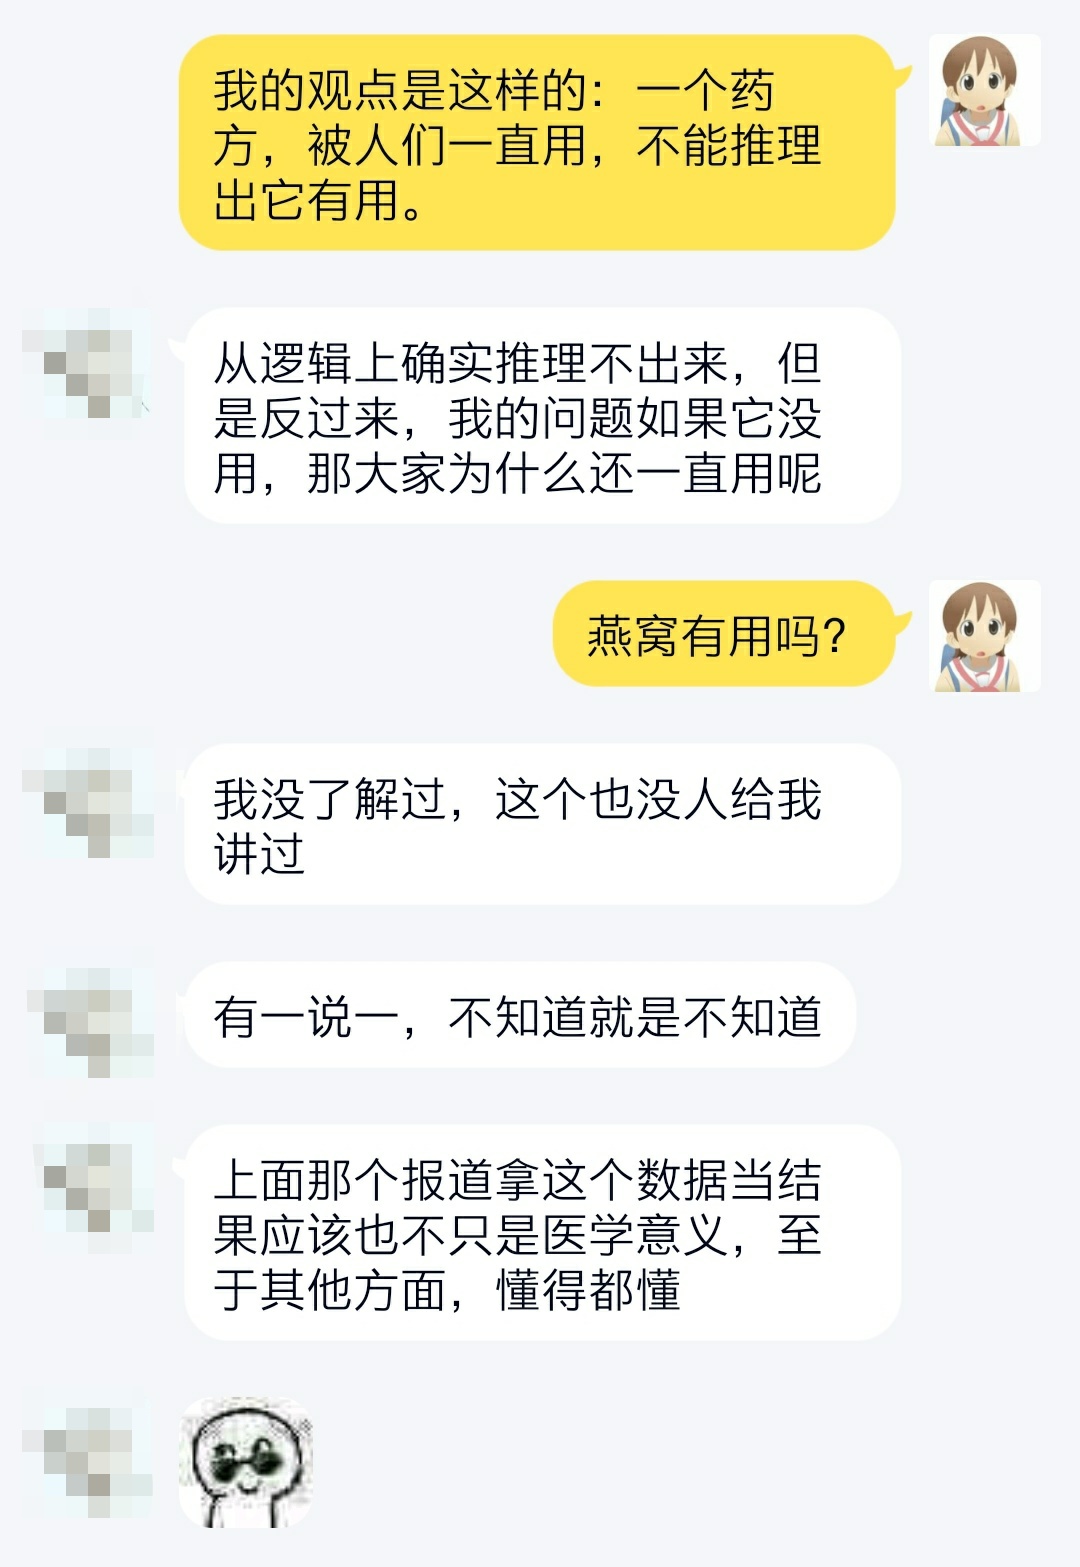 我的观点是这样的：一个药
方，被人们一直用，不能推理
出它有用。
从逻辑上确实推理不出来，但
是反过来，我的问题如果它没
用，那大家为什么还一直用呢
燕窝有用吗？
我没了解过，这个也没人给我
讲过
有一说一，不知道就是不知道
上面那个报道拿这个数据当结
果应该也不只是医学意义，至
于其他方面，懂得都懂